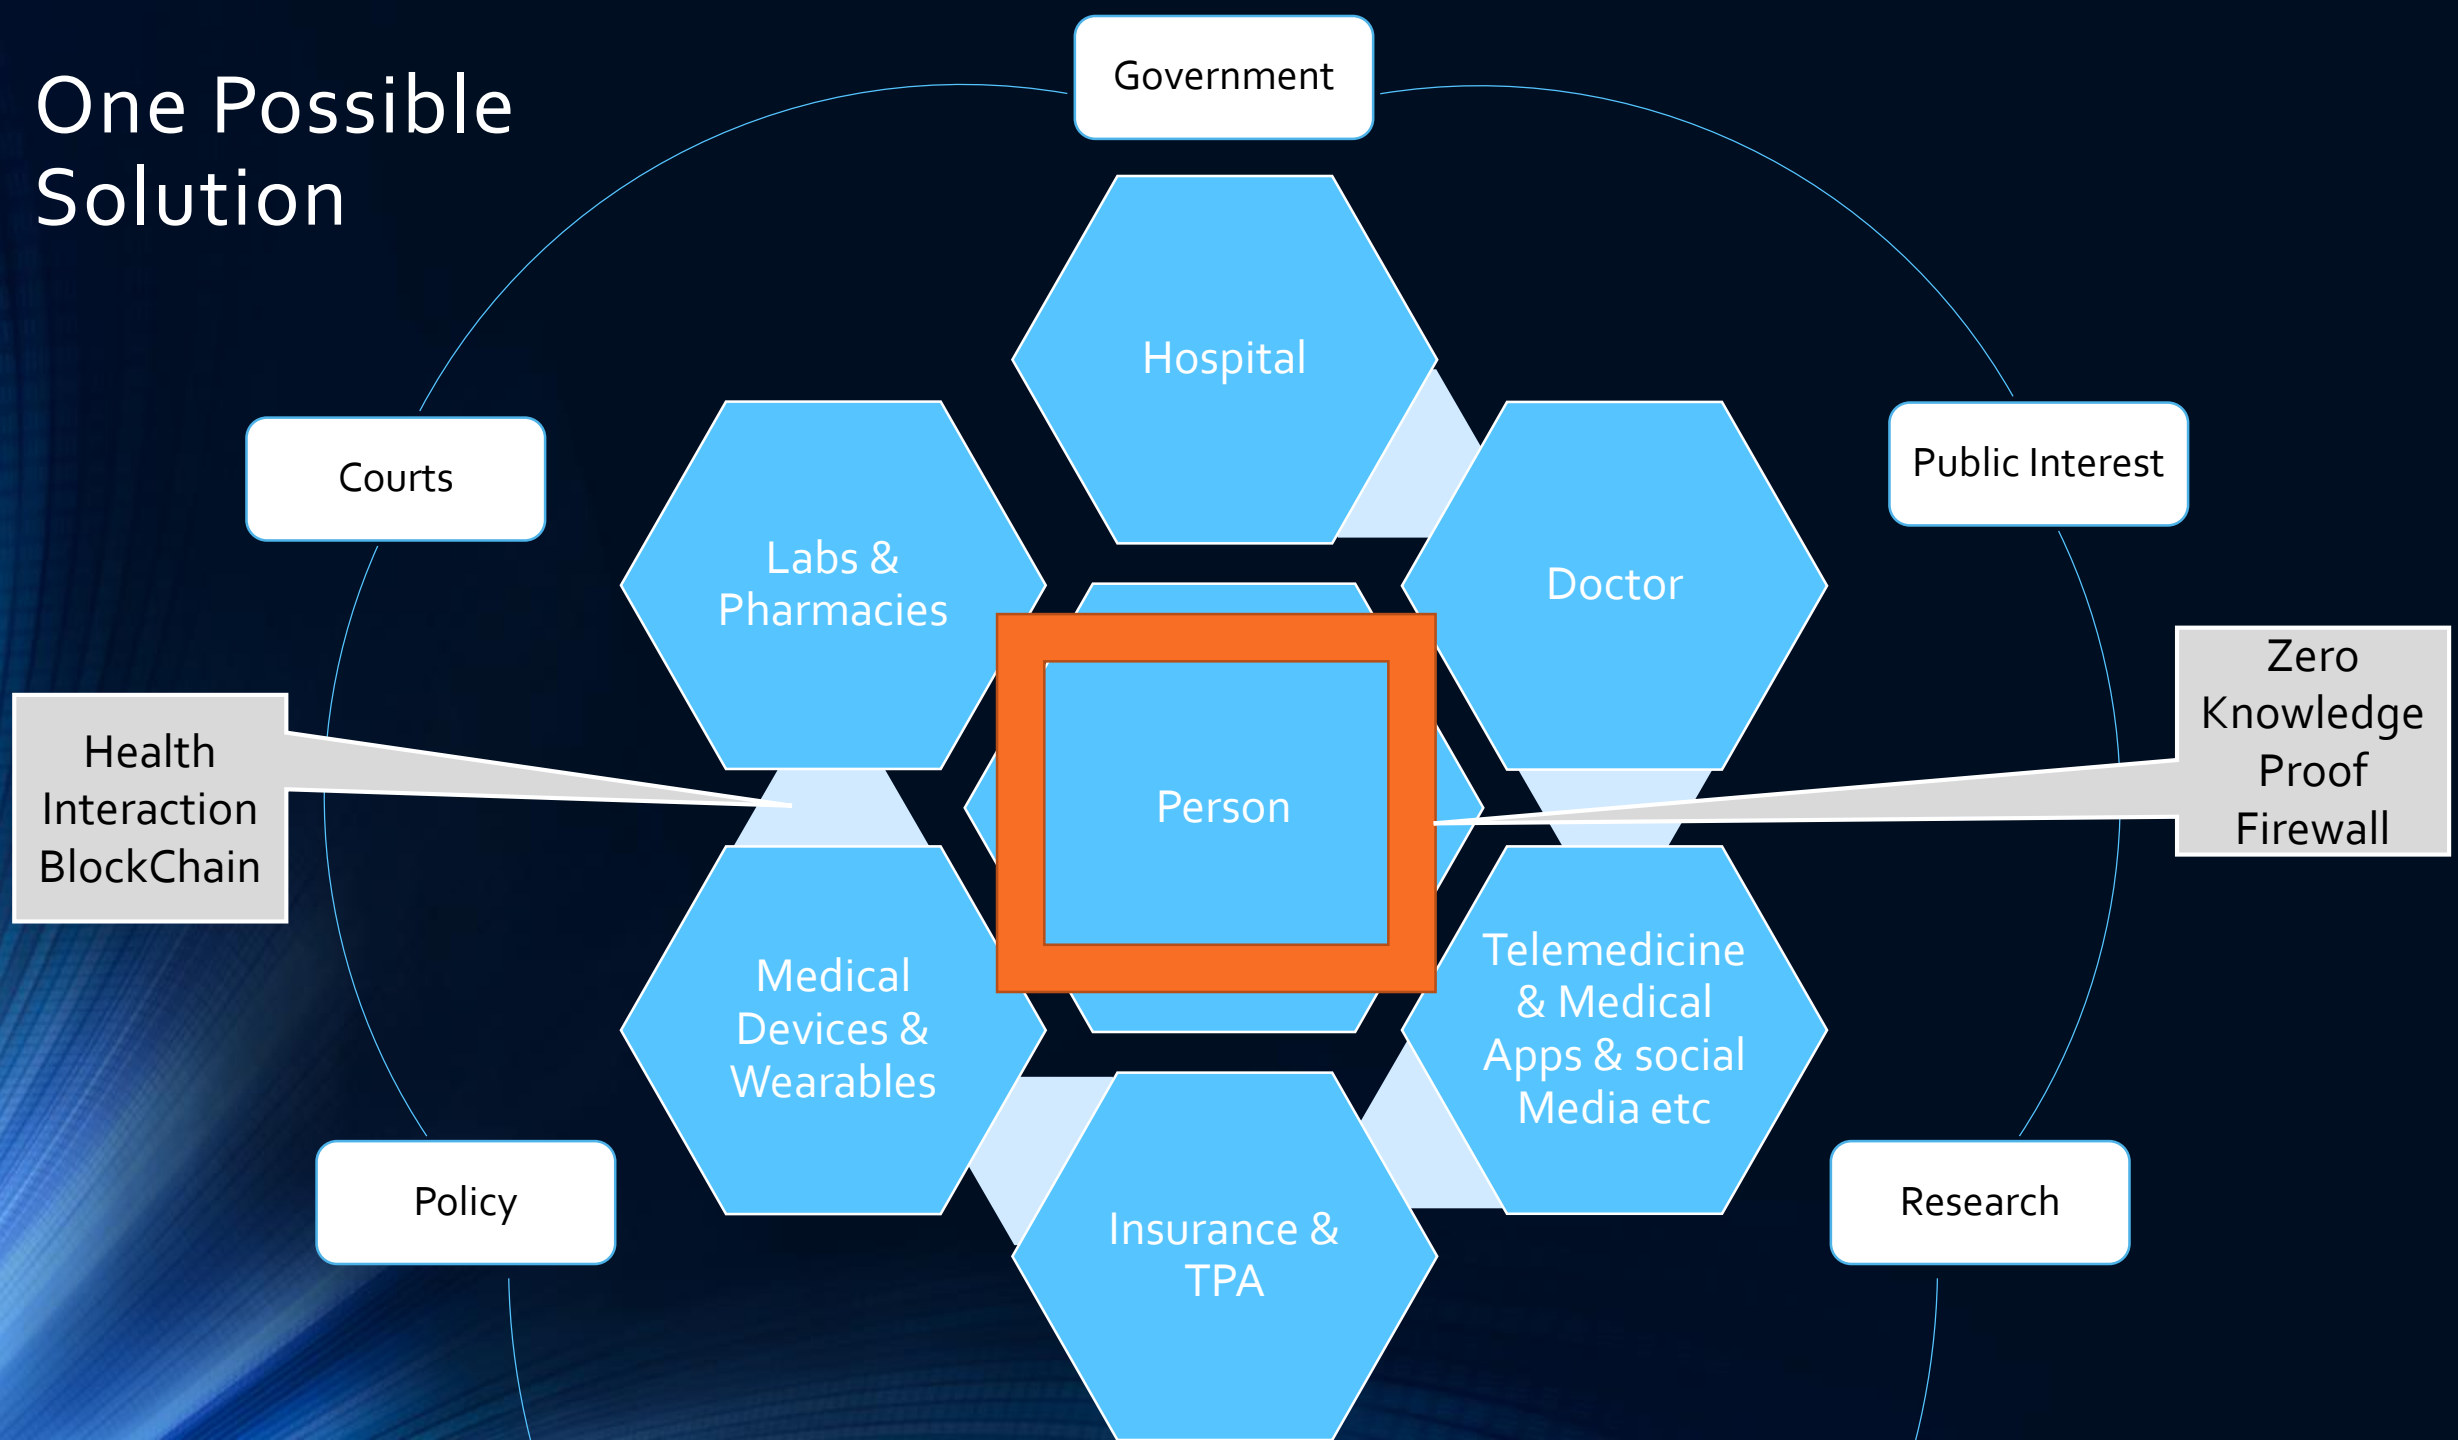 One Possible
Solution
Government
Hospital
Courts
Public Interest
Labs &
Pharmacies
Doctor
Health
Interaction
BlockChain
Person
Zero
Knowledge
Proof
Firewall
Medical
Devices &
Wearables
Telemedicine
& Medical
Apps & social
Media etc
Policy
Insurance &
TPA
Research